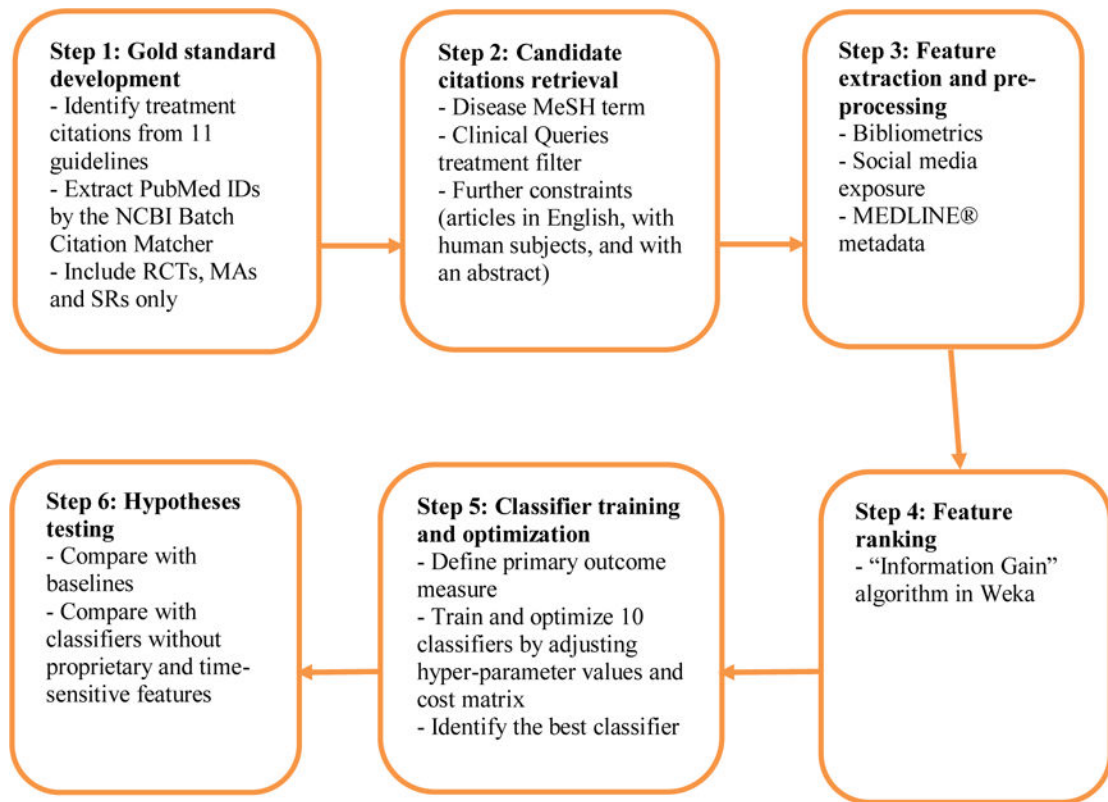 Step 1: Gold standard
development
- Identify treatment
citations from 11
guidelines
- Extract PubMed IDs
by the NCBI Batch
Citation Matcher
- Include RCTs, MAs
and SRs only
Step 2: Candidate
citations retrieval
- Disease MeSH term
- Clinical Queries
treatment filter
- Further constraints
(articles in English, with
human subjects, and with
an abstract)
Step 3: Feature
extraction and pre-
processing
- Bibliometrics
- Social media
exposure
- MEDLINE® 
metadata
Step 4: Feature
ranking
- “Information Gain”
algorithm in Weka
Step 5: Classifier training
and optimization
- Define primary outcome
measure
- Train and optimize 10
classifiers by adjusting
hyper-parameter values and
cost matrix
- Identify the best classifier
Step 6: Hypotheses
testing
- Compare with
baselines
- Compare with
classifiers without
proprietary and time-
sensitive features